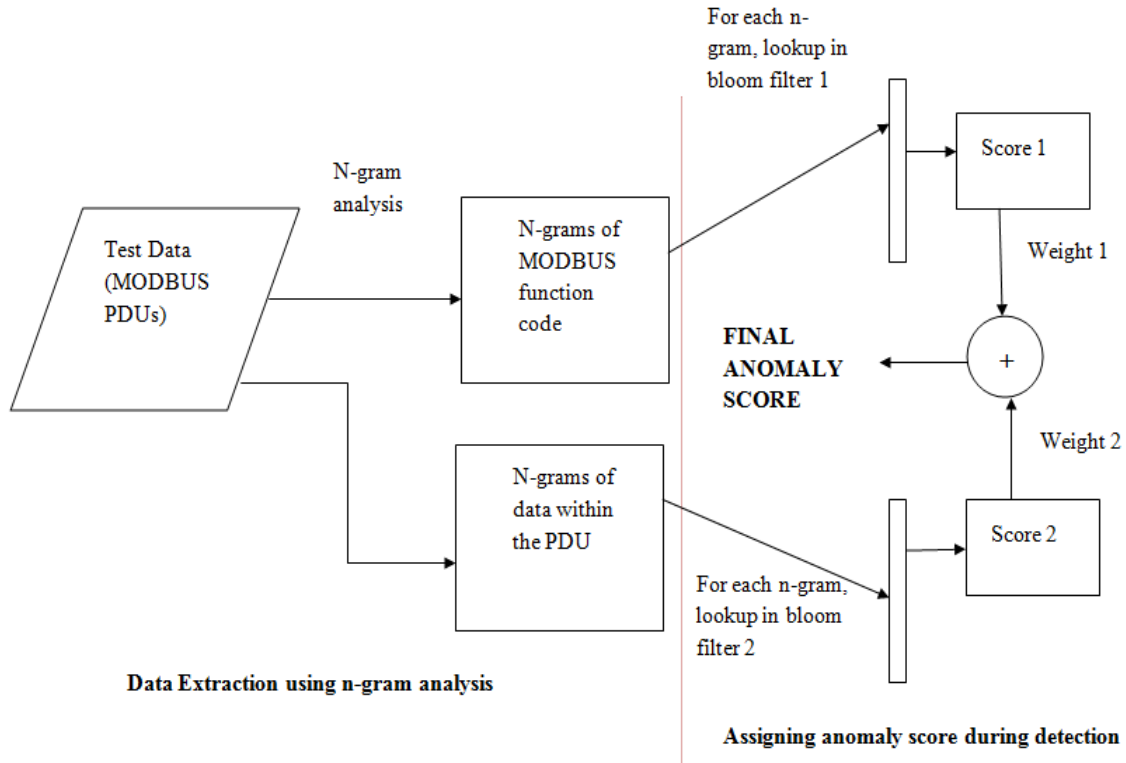 For each n-
gram, lookup in
bloom filter 1
Score 1
N-gram
analysis
Test Data
(MODBUS
PDUs)
N-grams of
MODBUS
function
code
Weight 1
FINAL
ANOMALY
SCORE
+
Weight 2
N-grams of
data within
the PDU
Score 2
For each n-gram,
lookup in bloom
filter 2
Data Extraction using n-gram analysis
Assigning anomaly score during detection